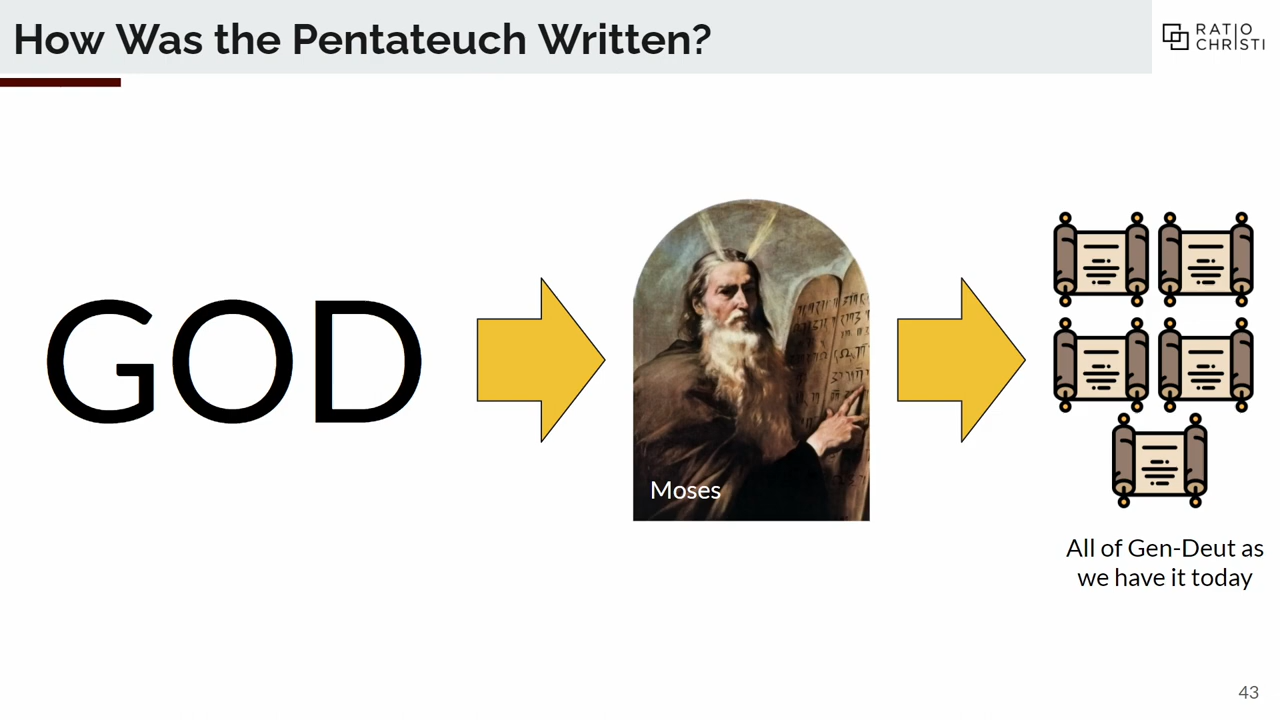 How Was the Pentateuch Written?
RATIO
CHRISTI
GOD
Moses
All of Gen-Deut as
we have it today
43